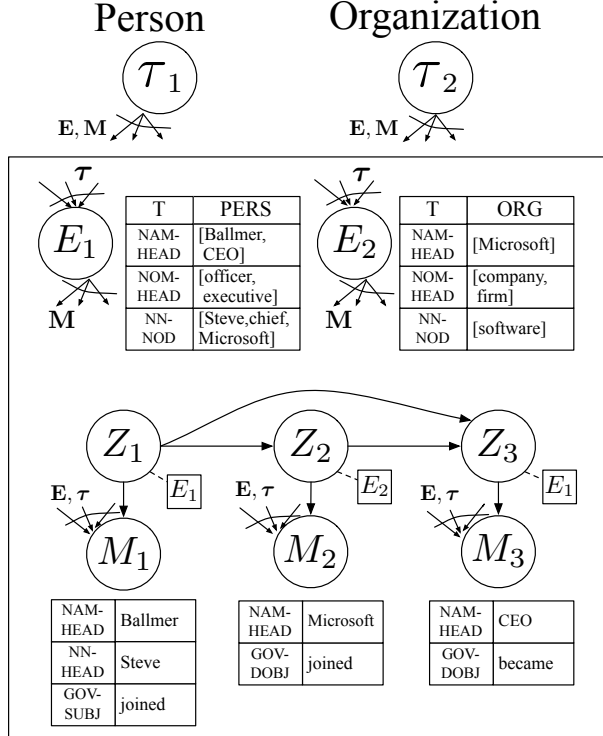 Person Organization
τ1 τ2
E, M E, M
τ τ
E1 E2
M M
T PERS
NAM-
HEAD
[Ballmer,
CEO]
NOM-
HEAD
[officer,
executive]
NN-
NOD
[Steve,chief,
Microsoft]
T ORG
NAM-
HEAD
[Microsoft]
NOM-
HEAD
[company,
firm]
NN-
NOD
[software]
Z1 Z2 Z3
E1 E2 E1
E, τ E, τ E, τ
M1 M2 M3
NAM-
HEAD
Ballmer
NN-
HEAD
Steve
GOV-
SUBJ
joined
NAM-
HEAD
Microsoft
GOV-
DOBJ
joined
NAM-
HEAD
CEO
GOV-
DOBJ
became